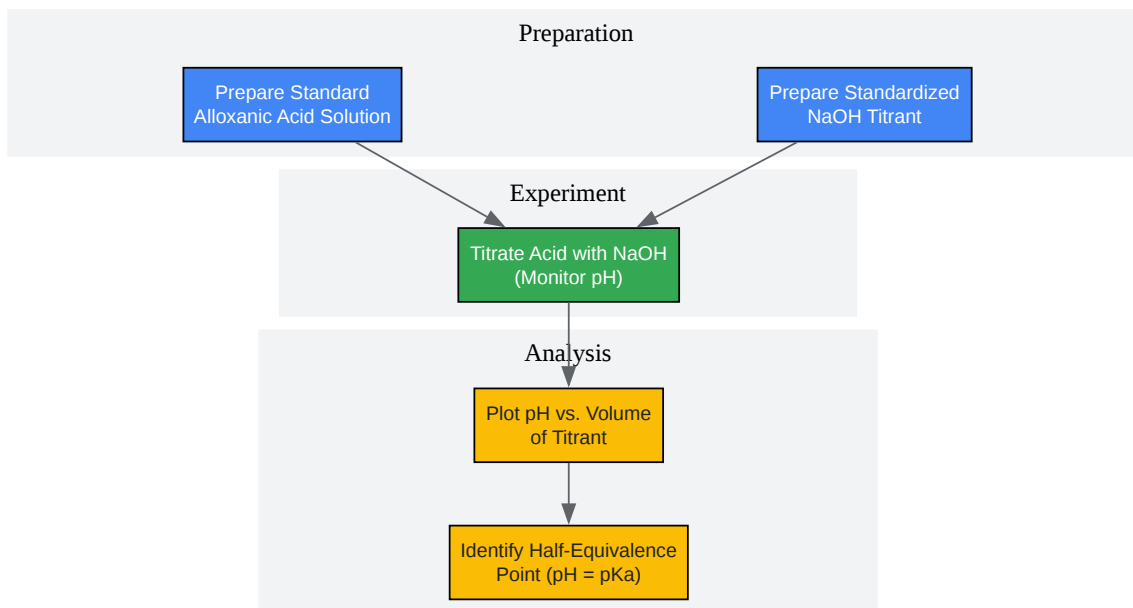 Preparation
Prepare Standard
Alloxanic Acid Solution
Prepare Standardized
NaOH Titrant
Experiment
Titrate Acid with NaOH
(Monitor pH)
Analysis
Plot pH vs. Volume
of Titrant
Identify Half-Equivalence
Point (pH = pKa)